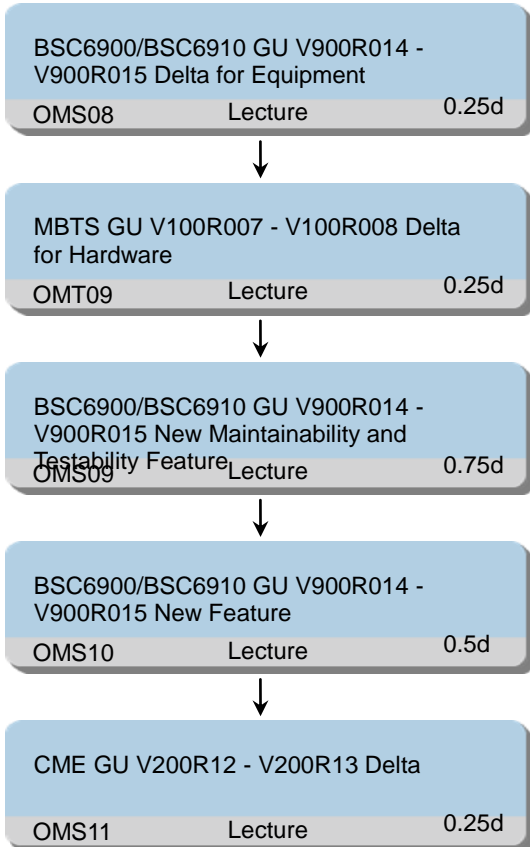 BSC6900/BSC6910 GU V900R014 -
V900R015 Delta for Equipment
OMS08 Lecture 0.25d
MBTS GU V100R007 - V100R008 Delta
for Hardware
OMT09 Lecture 0.25d
BSC6900/BSC6910 GU V900R014 -
V900R015 New Maintainability and
Testability Feature
OMS09 Lecture 0.75d
BSC6900/BSC6910 GU V900R014 -
V900R015 New Feature
OMS10 Lecture 0.5d
CME GU V200R12 - V200R13 Delta
OMS11 Lecture 0.25d